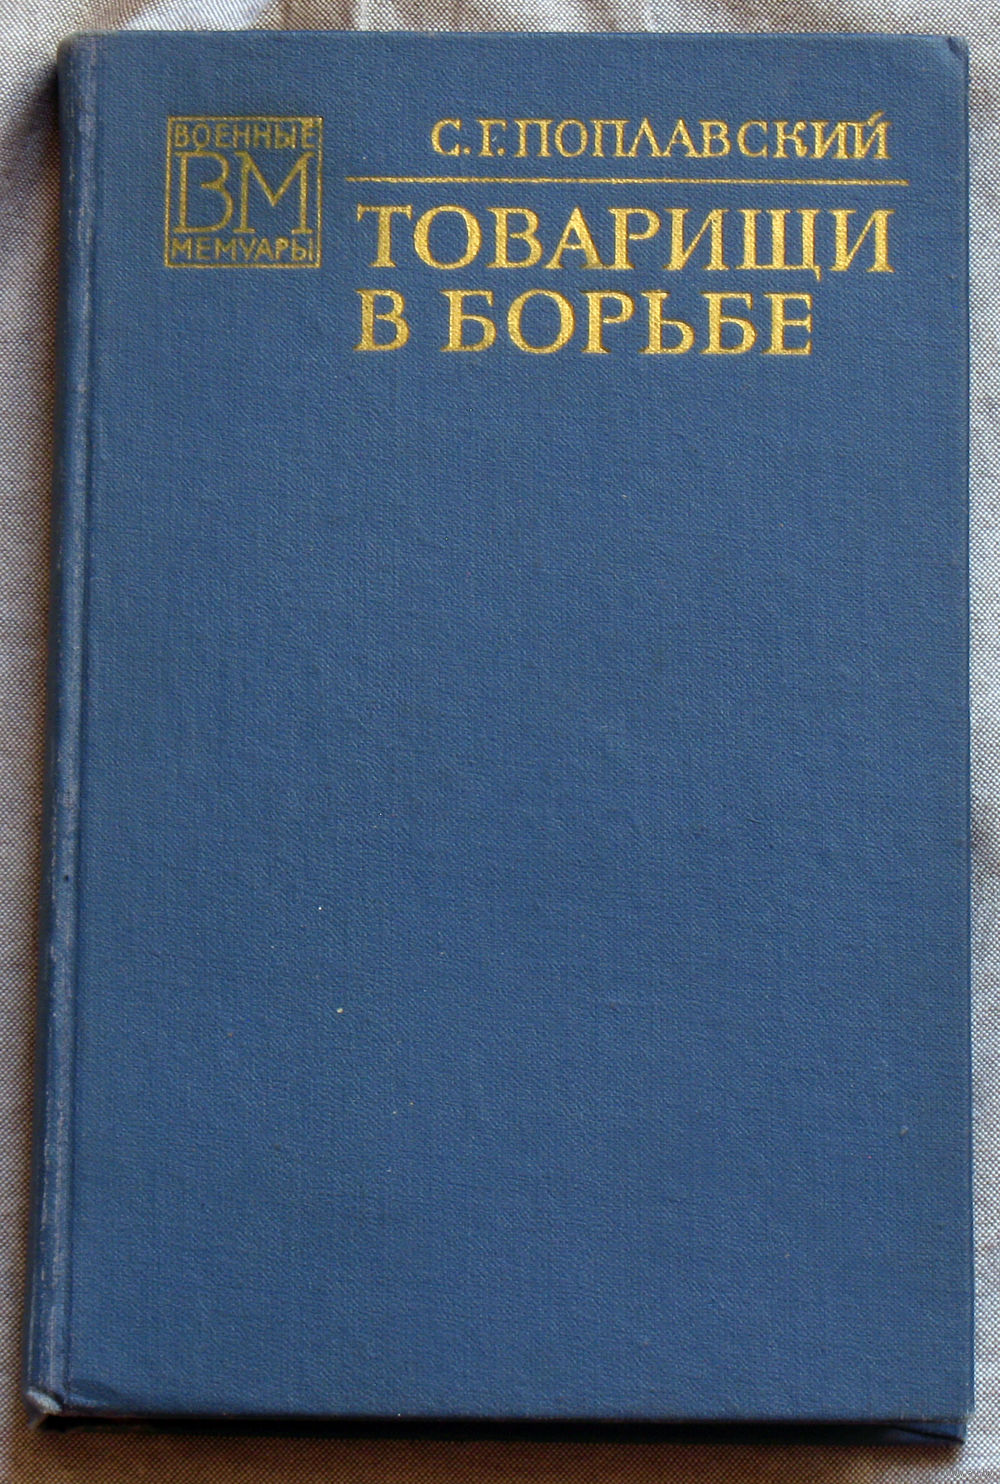 ВОЕННЫЕ
ВМ
МЕМУАРЫ
С.Г.ПОПЛАВСКИЙ
ТОВАРИЩИ
В БОРЬБЕ